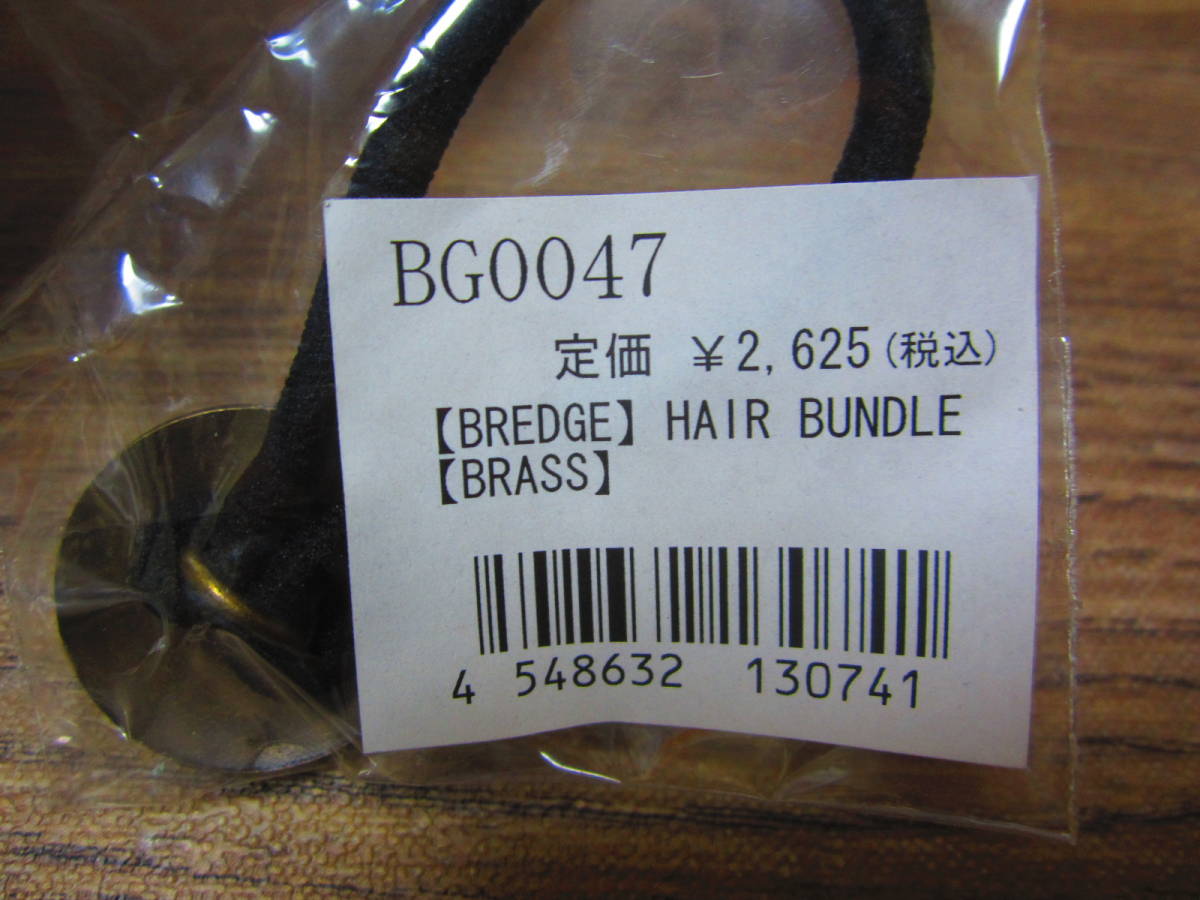 BG0047
定価 ¥2,625(税込)
【BREDGE】HAIR BUNDLE
【BRASS】
4 548632 130741